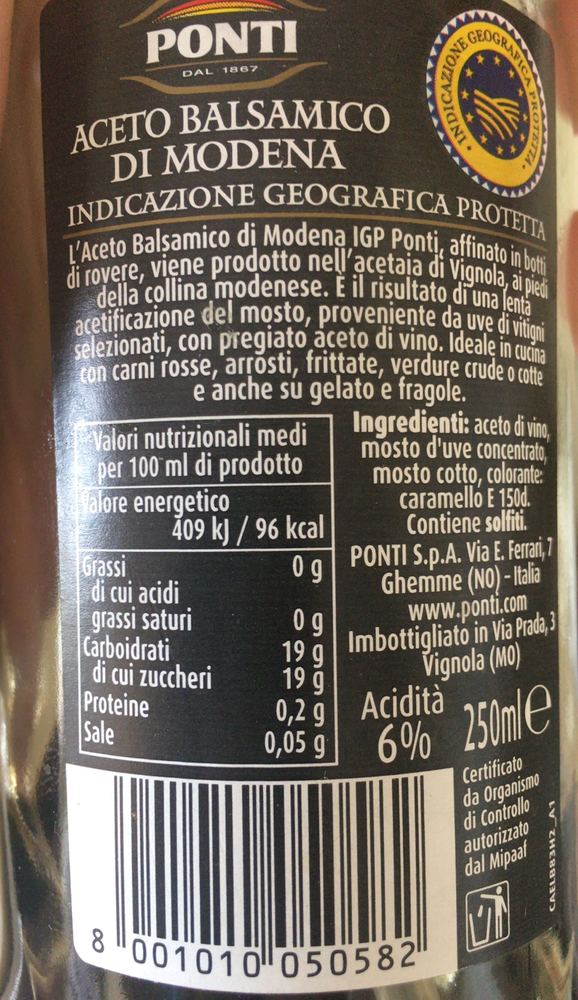 PONTI
DAL 1867
INDICAZIONE GEOGRAFICA PROTETTA
ACETO BALSAMICO
DI MODENA
INDICAZIONE GEOGRAFICA PROTETTA
L'Aceto Balsamico di Modena IGP Ponti, affinato in botti
di rovere, viene prodotto nell'acetaia di Vignola, ai piedi
della collina modenese. È il risultato di una lenta
acetificazione del mosto, proveniente da uve di vitigni
selezionati, con pregiato aceto di vino. Ideale in cucina
con carni rosse, arrosti, frittate, verdure crude o cotte
e anche su gelato e fragole.
Valori nutrizionali medi
per 100 ml di prodotto
Valore energetico
409 kJ / 96 kcal
Grassi 0 g
di cui acidi
grassi saturi 0 g
Carboidrati 19 g
di cui zuccheri 19 g
Proteine 0,2 g
Sale 0,05 g
Ingredienti: aceto di vino,
mosto d'uve concentrato,
mosto cotto, colorante:
caramello E 150d.
Contiene solfiti.
PONTI S.p.A. Via E. Ferrari, 7
Ghemme (NO) - Italia
www.ponti.com
Imbottigliato in Via Prada, 3
Vignola (MO)
Acidità
6%
250ml e
Certificato
da Organismo
di Controllo
autorizzato
dal Mipaaf
CAELB83H2_A1
8 001010 050582